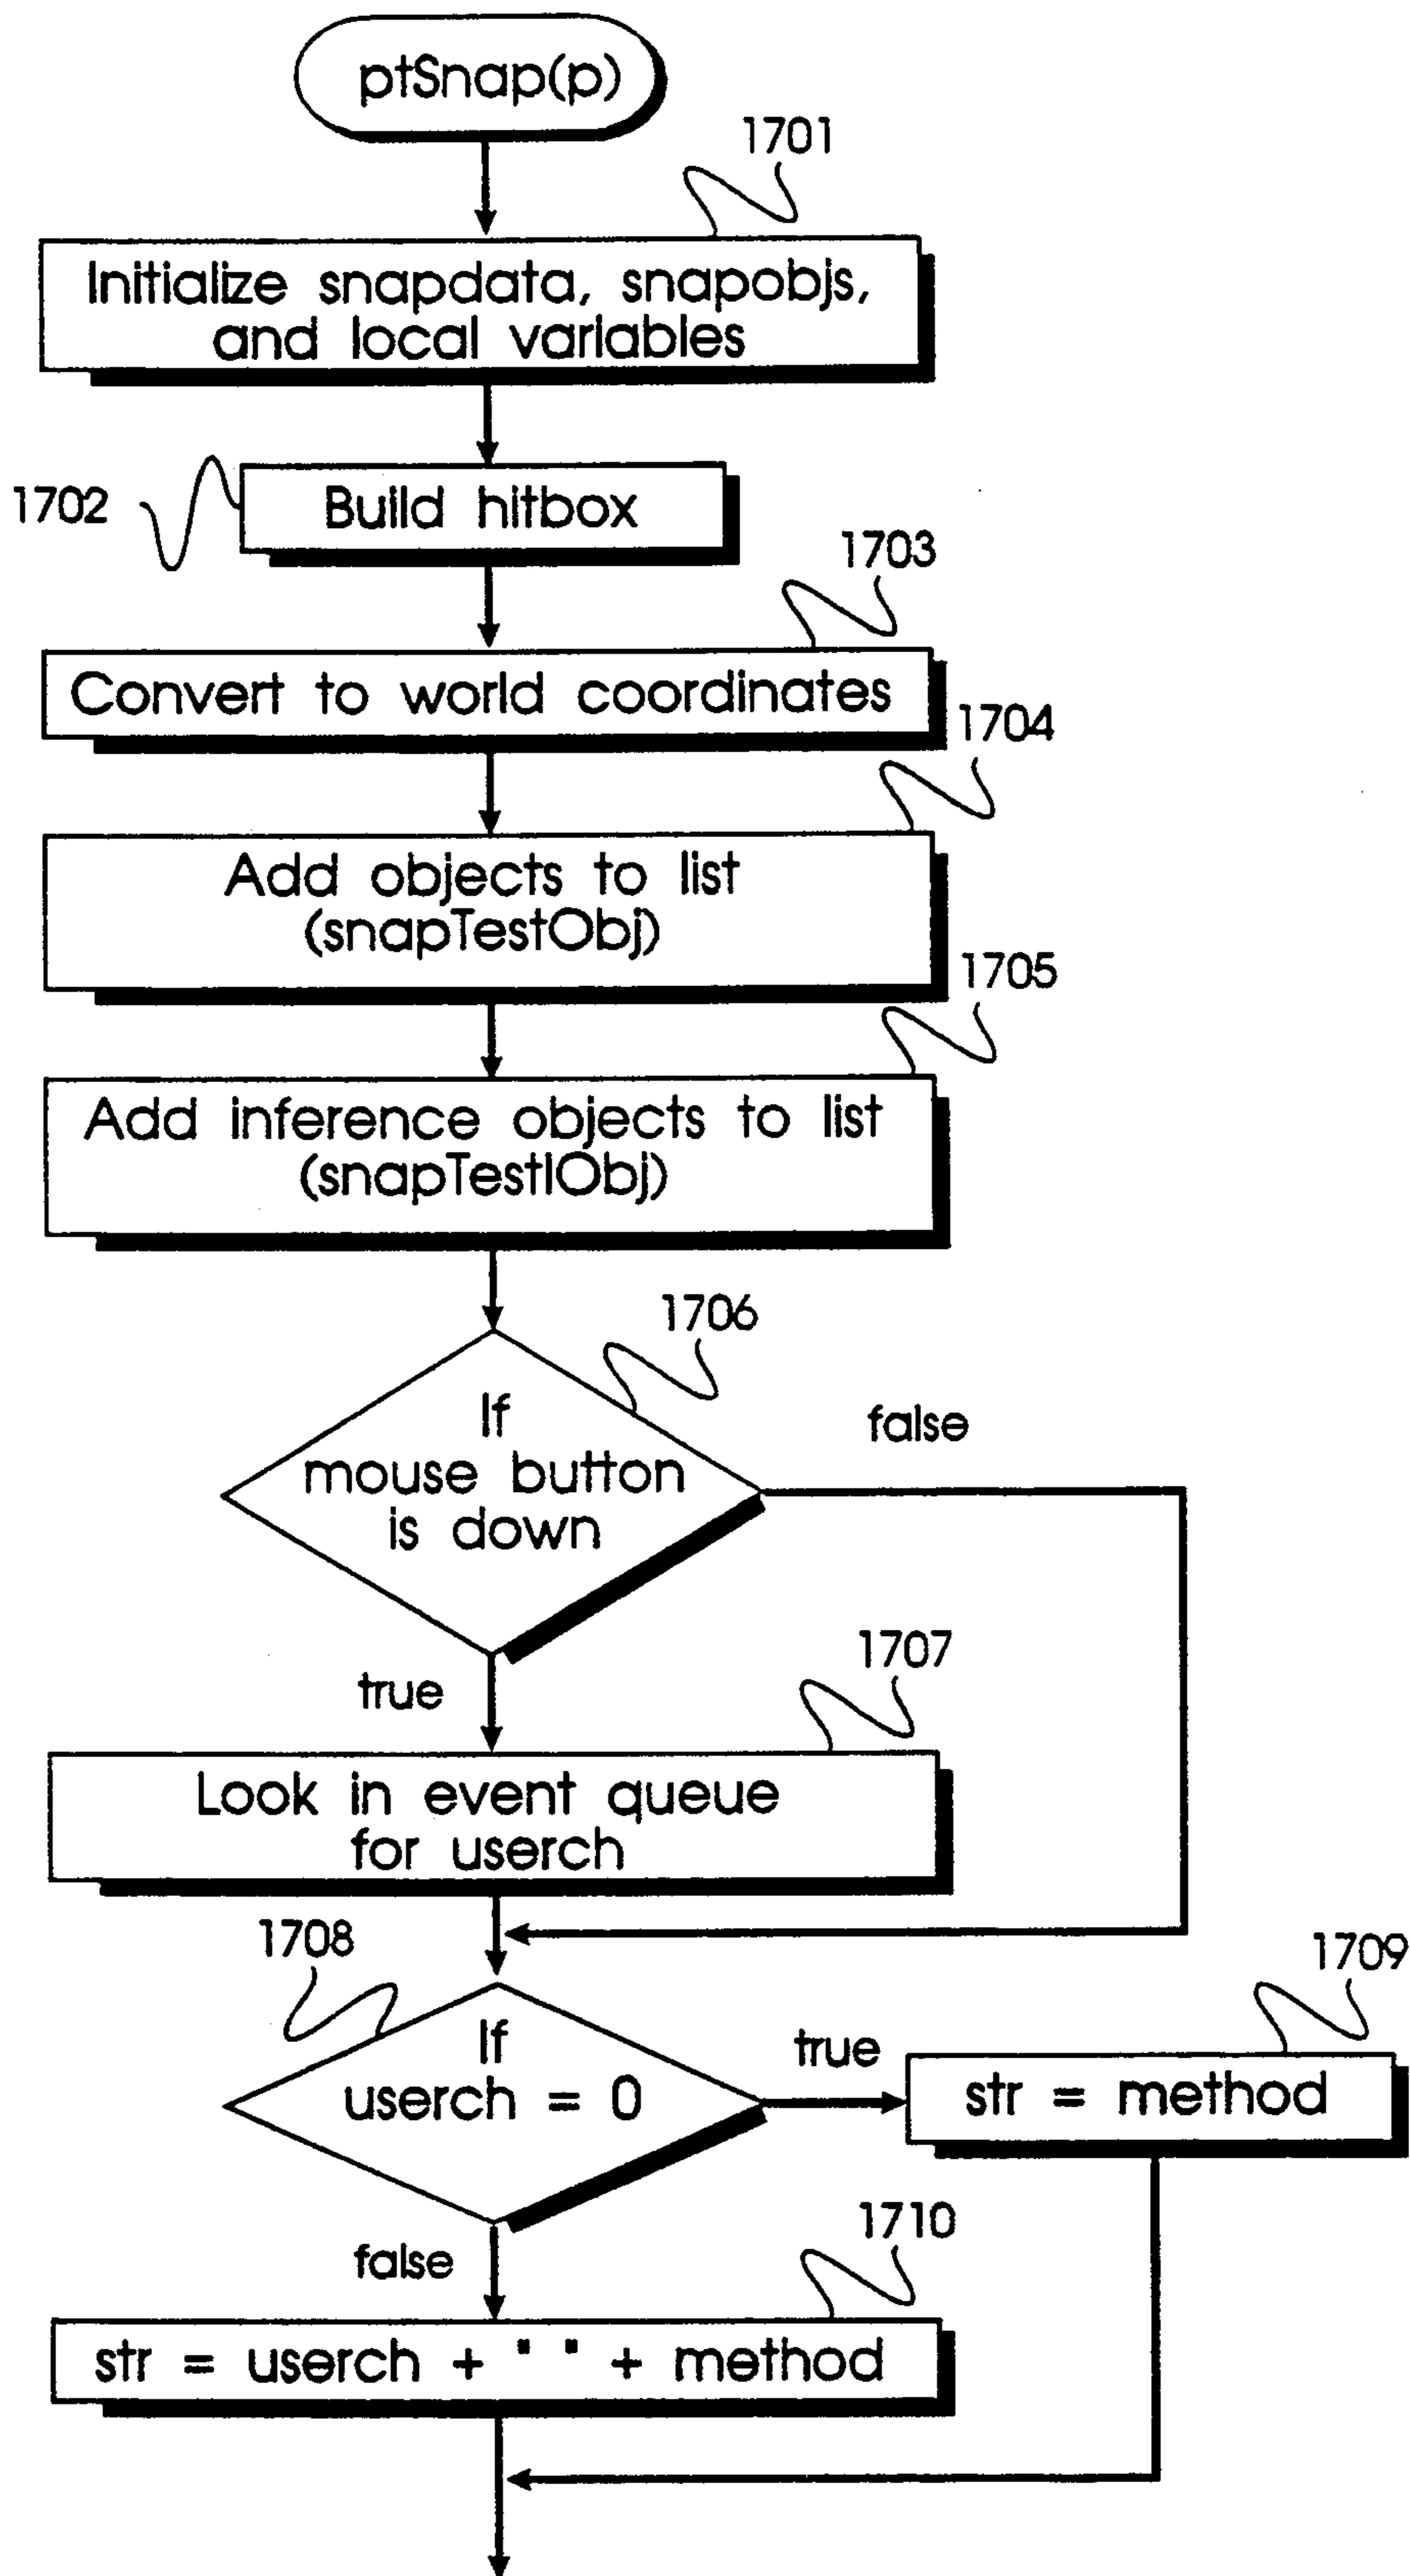 ptSnap(p)
1701
Initialize snapdata, snapobjs,
and local variables
1702
Build hitbox
1703
Convert to world coordinates
1704
Add objects to list
(snapTestObj)
1705
Add inference objects to list
(snapTestIObj)
1706
If
mouse button
is down
false
true
1707
Look in event queue
for userch
1708
If
userch = 0
true
1709
str = method
false
1710
str = userch + " " + method